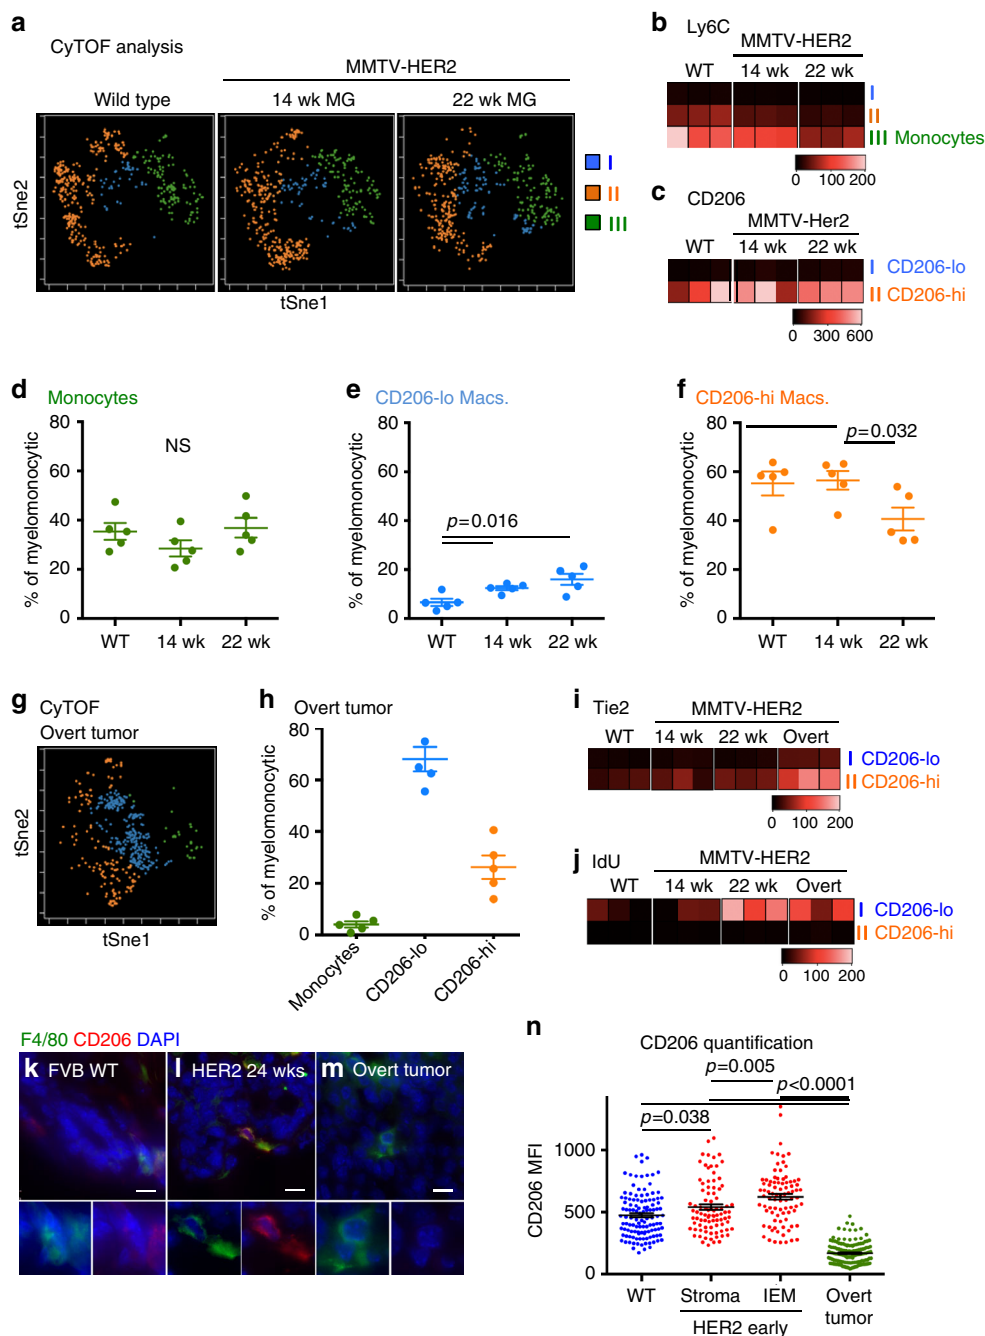 a
CyTOF analysis
MMTV-HER2
Wild type
14 wk MG
22 wk MG
tSne2
tSne1
I
II
III
b
Ly6C
MMTV-HER2
WT
14 wk
22 wk
I
II
III Monocytes
0 100 200
c
CD206
MMTV-Her2
WT
14 wk
22 wk
I CD206-lo
II CD206-hi
0 300 600
d
Monocytes
% of myelomonocytic
80
60
40
20
0
NS
WT
14 wk
22 wk
e
CD206-lo Macs.
% of myelomonocytic
80
60
40
20
0
p=0.016
WT
14 wk
22 wk
f
CD206-hi Macs.
% of myelomonocytic
80
60
40
20
0
p=0.032
WT
14 wk
22 wk
g
CyTOF
Overt tumor
tSne2
tSne1
h
Overt tumor
% of myelomonocytic
80
60
40
20
0
Monocytes
CD206-lo
CD206-hi
i
Tie2
MMTV-HER2
WT
14 wk
22 wk
Overt
I CD206-lo
II CD206-hi
0 100 200
j
IdU
MMTV-HER2
WT
14 wk
22 wk
Overt
I CD206-lo
II CD206-hi
0 100 200
F4/80 CD206 DAPI
k FVB WT
l HER2 24 wks
m Overt tumor
n
CD206 quantification
p=0.005
p<0.0001
p=0.038
CD206 MFI
1000
500
0
WT
Stroma
IEM
Overt
tumor
HER2 early